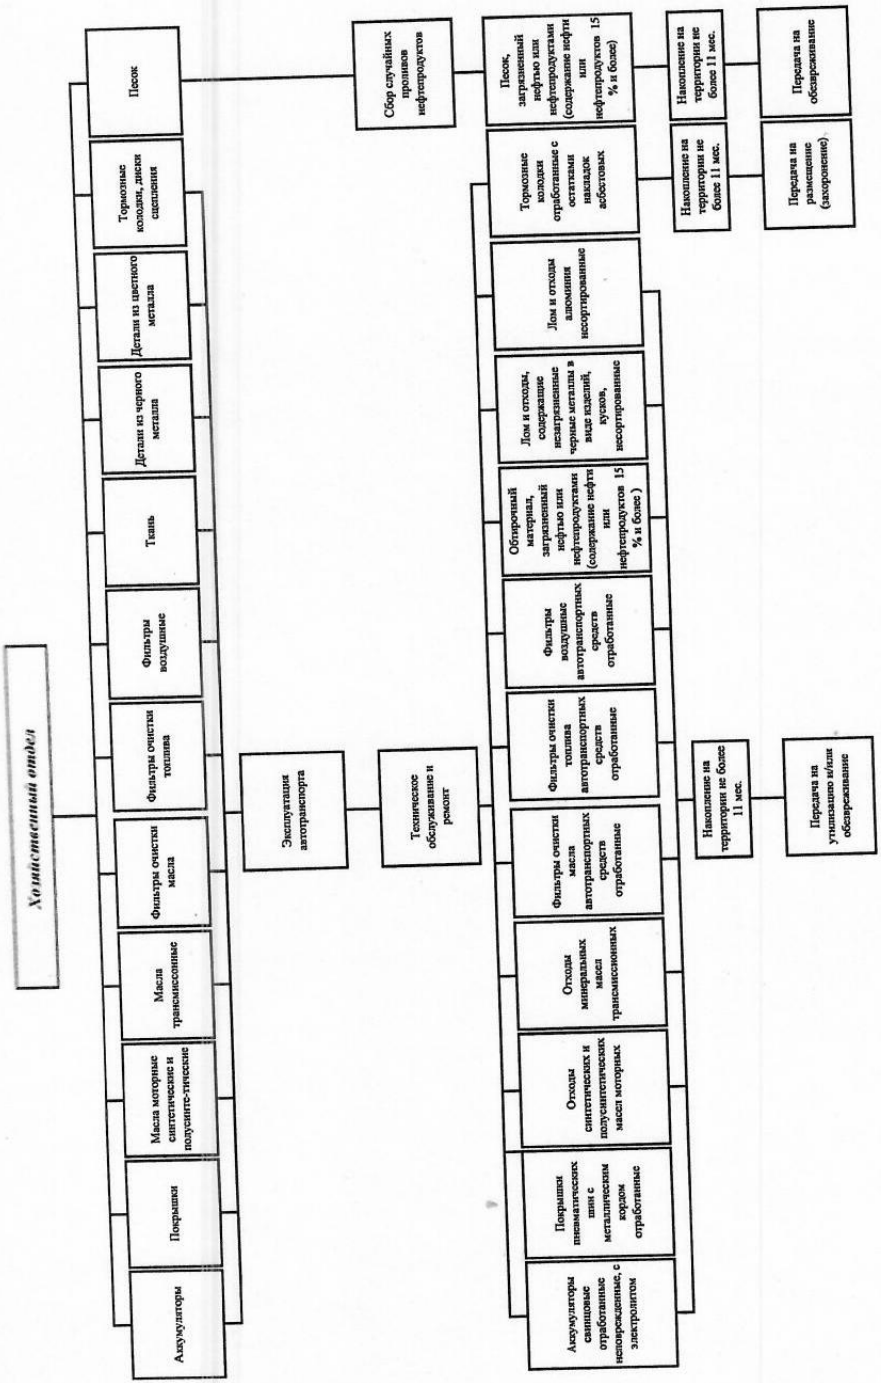 Хозяйственный отдел
Аккумуляторы
Покрышки
Масла моторные
синтетические и
полусинте-тические
Масла
трансмиссонные
Фильтры очистки
масла
Фильтры очистки
топлива
Фильтры
воздушные
Ткань
Детали из черного
металла
Детали из цветного
металла
Тормозные
колодки, диски
сцепления
Песок
Эксплуатация
автотранспорта
Техническое
обслуживание и
ремонт
Сбор случайных
проливов
нефтепродуктов
Аккумуляторы
свинцовые
отработанные
неповрежденные, с
электролитом
Покрышки
пневматических
шин с
металлическим
кордом
отработанные
Отходы
синтетических и
полусинтетических
масел моторных
Отходы
минеральных
масел
трансмиссионных
Фильтры очистки
масла
автотранспортных
средств
отработанные
Фильтры очистки
топлива
автотранспортных
средств
отработанные
Фильтры
воздушные
автотранспортных
средств
отработанные
Обтирочный
материал,
загрязненный
нефтью или
нефтепродуктами
(содержание нефти
или
нефтепродуктов 15
% и более )
Лом и отходы,
содержащие
незагрязненные
черные металлы в
виде изделий,
кусков,
несортированные
Лом и отходы
алюминия
несортированные
Тормозные
колодки
отработанные с
остатками
накладок
асбестовых
Песок,
загрязненный
нефтью или
нефтепродуктами
(содержание нефти
или
нефтепродуктов 15
% и более)
Накопление на
территории не более
11 мес.
Накопление на
территории не
более 11 мес.
Накопление на
территории не
более 11 мес.
Передача на
утилизацию и/или
обезвреживание
Передача на
размещение
(захоронение)
Передача на
обезвреживание